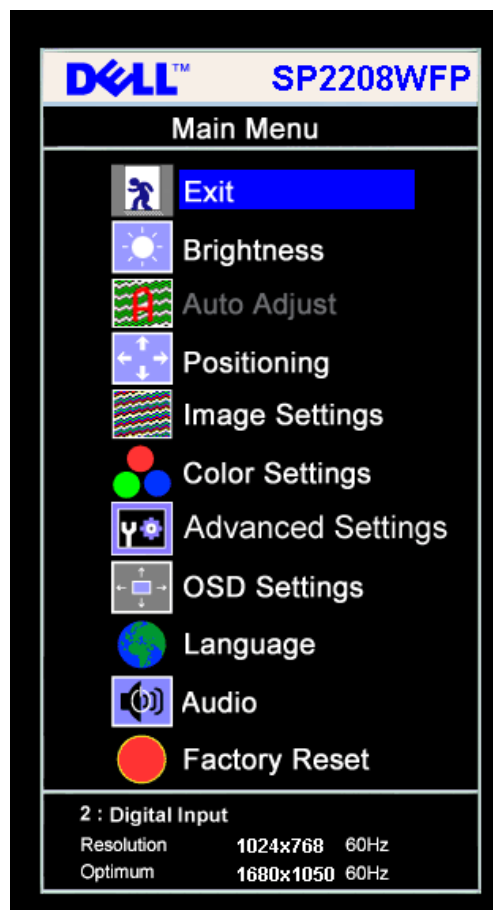 DELL™ SP2208WFP
Main Menu
Exit
Brightness
Auto Adjust
Positioning
Image Settings
Color Settings
Advanced Settings
OSD Settings
Language
Audio
Factory Reset
2 : Digital Input
Resolution 1024x768 60Hz
Optimum 1680x1050 60Hz